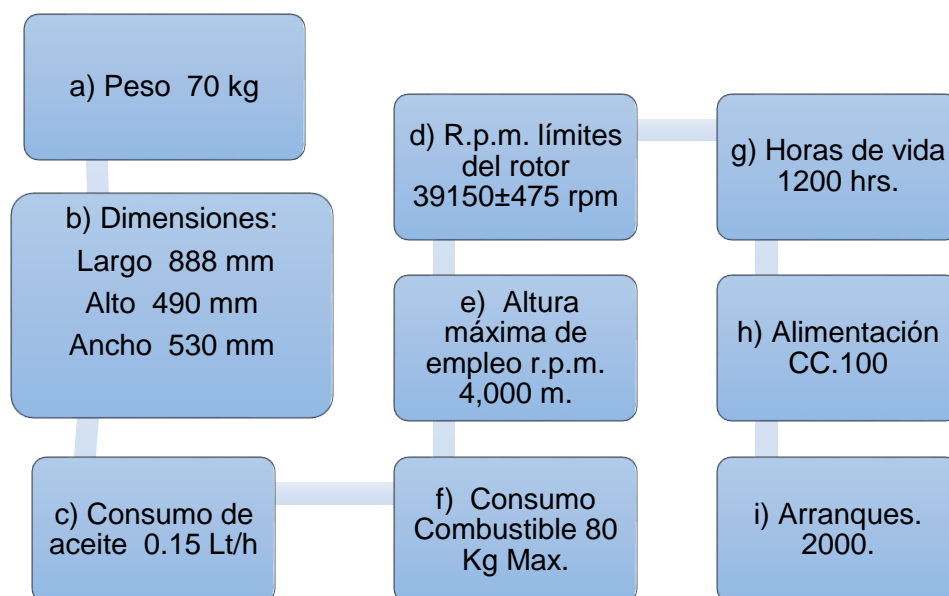 a) Peso 70 kg
b) Dimensiones:
Largo 888 mm
Alto 490 mm
Ancho 530 mm
c) Consumo de
aceite 0.15 Lt/h
d) R.p.m. límites
del rotor
39150±475 rpm
e) Altura
máxima de
empleo r.p.m.
4,000 m.
f) Consumo
Combustible 80
Kg Max.
g) Horas de vida
1200 hrs.
h) Alimentación
CC.100
i) Arranques.
2000.